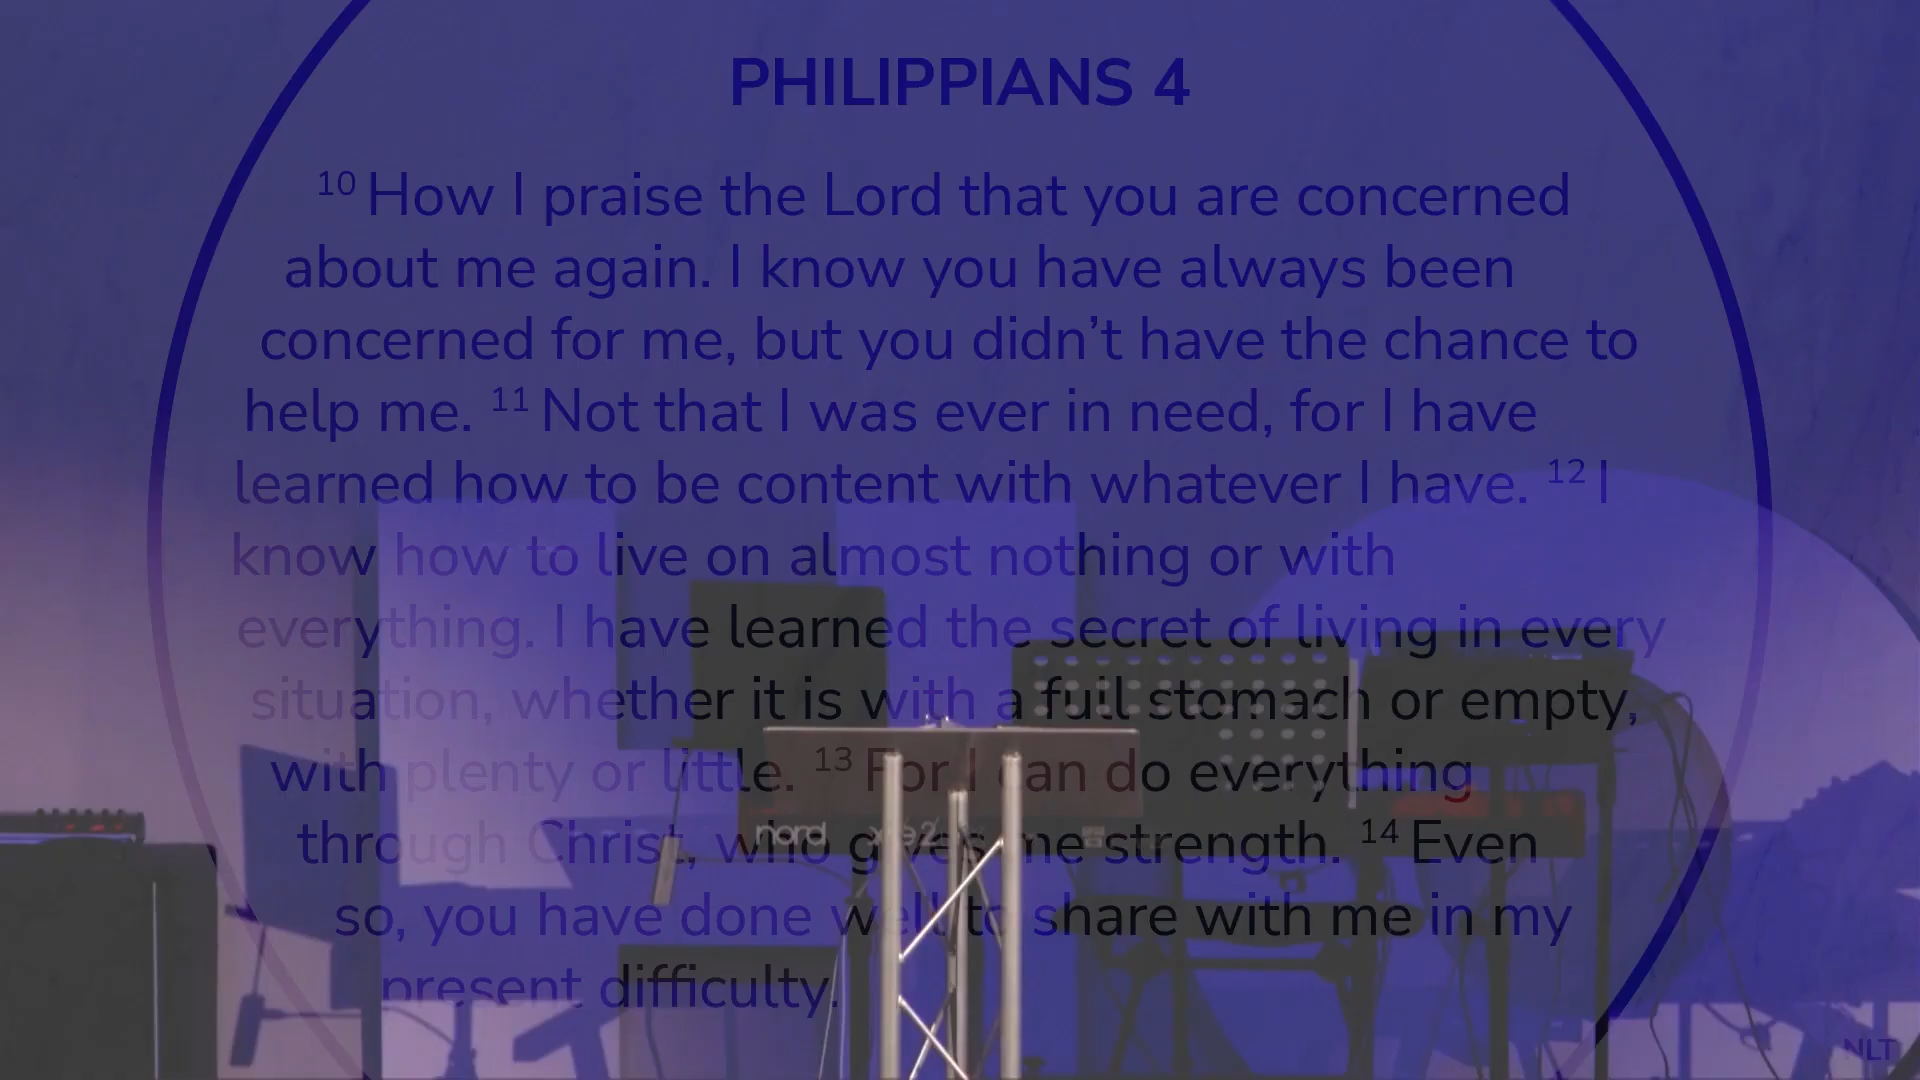 PHILIPPIANS 4
10 How I praise the Lord that you are concerned
about me again. I know you have always been
concerned for me, but you didn’t have the chance to
help me. 11 Not that I was ever in need, for I have
learned how to be content with whatever I have. 12 I
know how to live on almost nothing or with
everything. I have learned the secret of living in every
situation, whether it is with a full stomach or empty,
with plenty or little. 13 For I can do everything
through Christ, who gives me strength. 14 Even
so, you have done well to share with me in my
present difficulty.
nord
NLT